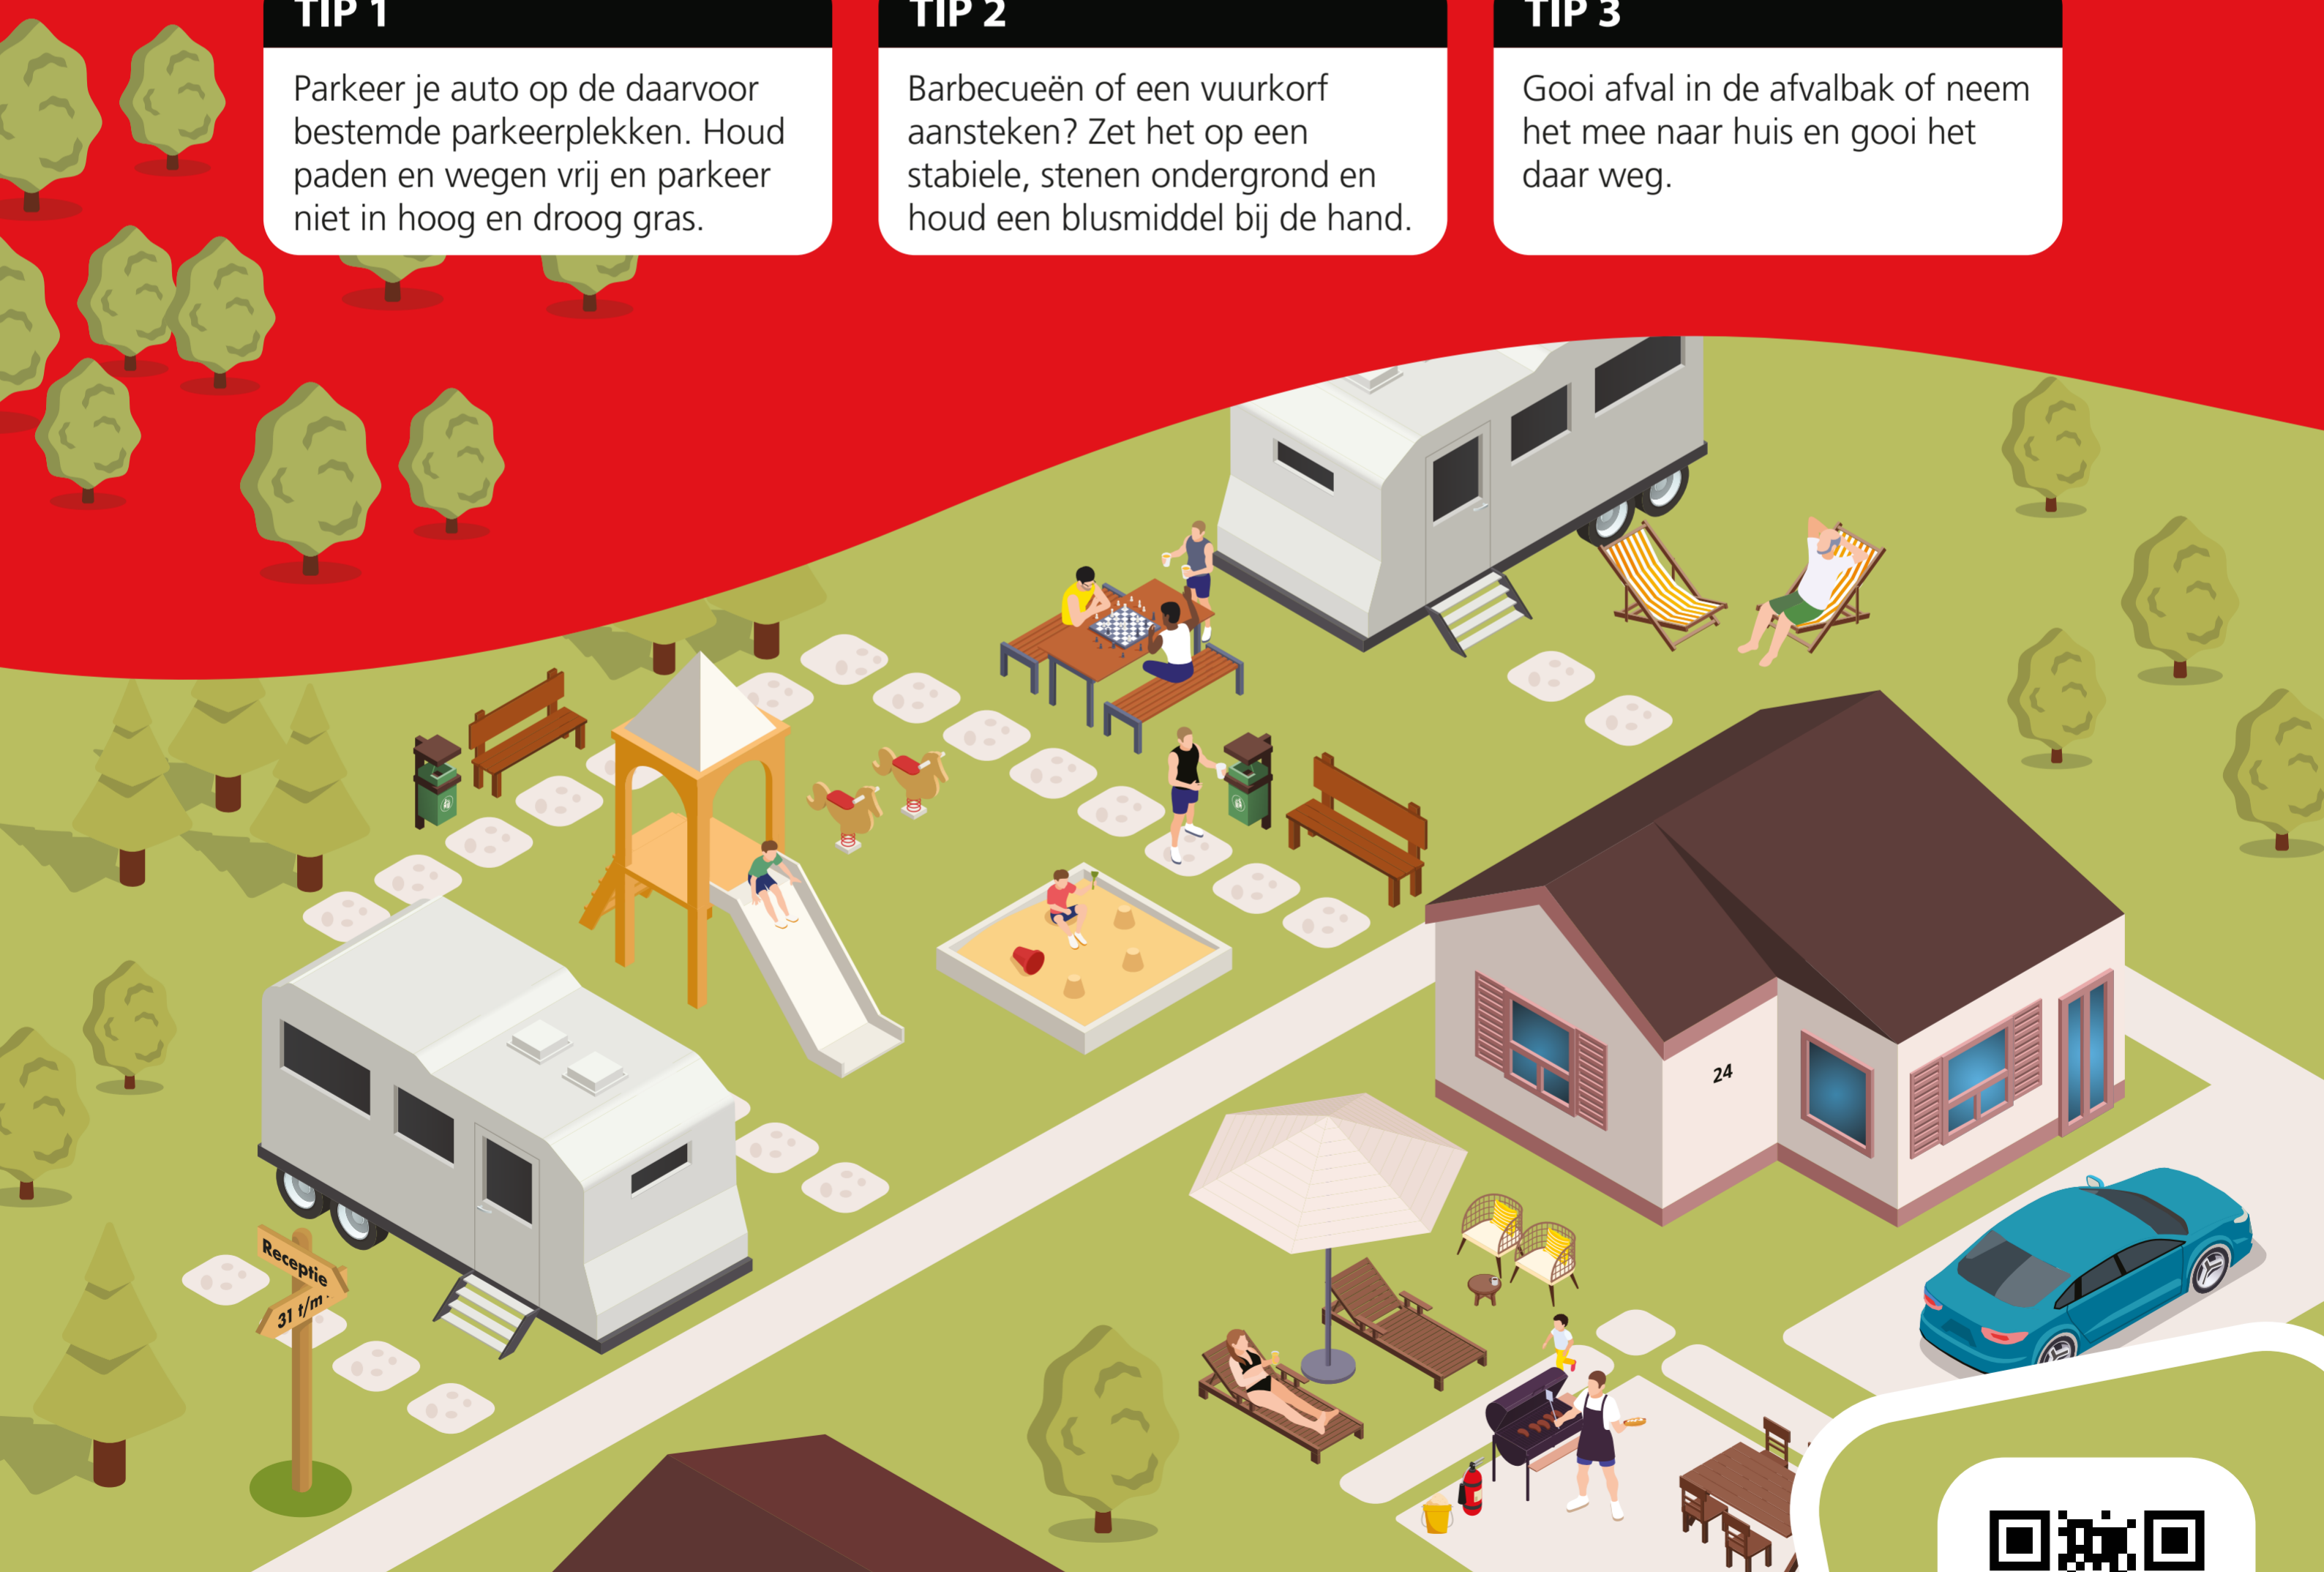 TIP 1
Parkeer je auto op de daarvoor
bestemde parkeerplekken. Houd
paden en wegen vrij en parkeer
niet in hoog en droog gras.
TIP 2
Barbecueën of een vuurkorf
aansteken? Zet het op een
stabiele, stenen ondergrond en
houd een blusmiddel bij de hand.
TIP 3
Gooi afval in de afvalbak of neem
het mee naar huis en gooi het
daar weg.
24
Receptie
31 t/m